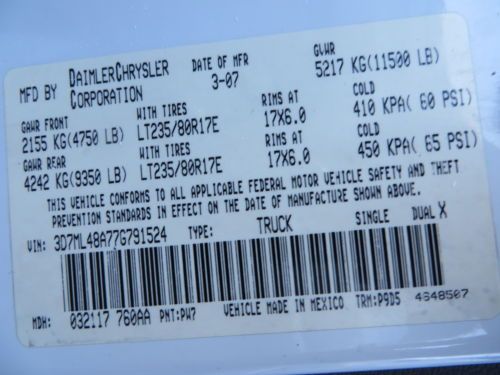 MFD BY DAIMLERCHRYSLER CORPORATION
DATE OF MFR 3-07
GVWR 5217 KG(11500 LB)
GAWR FRONT WITH TIRES RIMS AT COLD
2155 KG(4750 LB) LT235/80R17E 17X6.0 410 KPA( 60 PSI)
GAWR REAR WITH TIRES RIMS AT COLD
4242 KG(9350 LB) LT235/80R17E 17X6.0 450 KPA( 65 PSI)
THIS VEHICLE CONFORMS TO ALL APPLICABLE FEDERAL MOTOR VEHICLE SAFETY AND THEFT
PREVENTION STANDARDS IN EFFECT ON THE DATE OF MANUFACTURE SHOWN ABOVE.
VIN: 3D7ML48A77G791524 TYPE: TRUCK SINGLE DUAL X
MDH: 032117 760AA PNT:PW7 VEHICLE MADE IN MEXICO TRM:P9D5 4648507